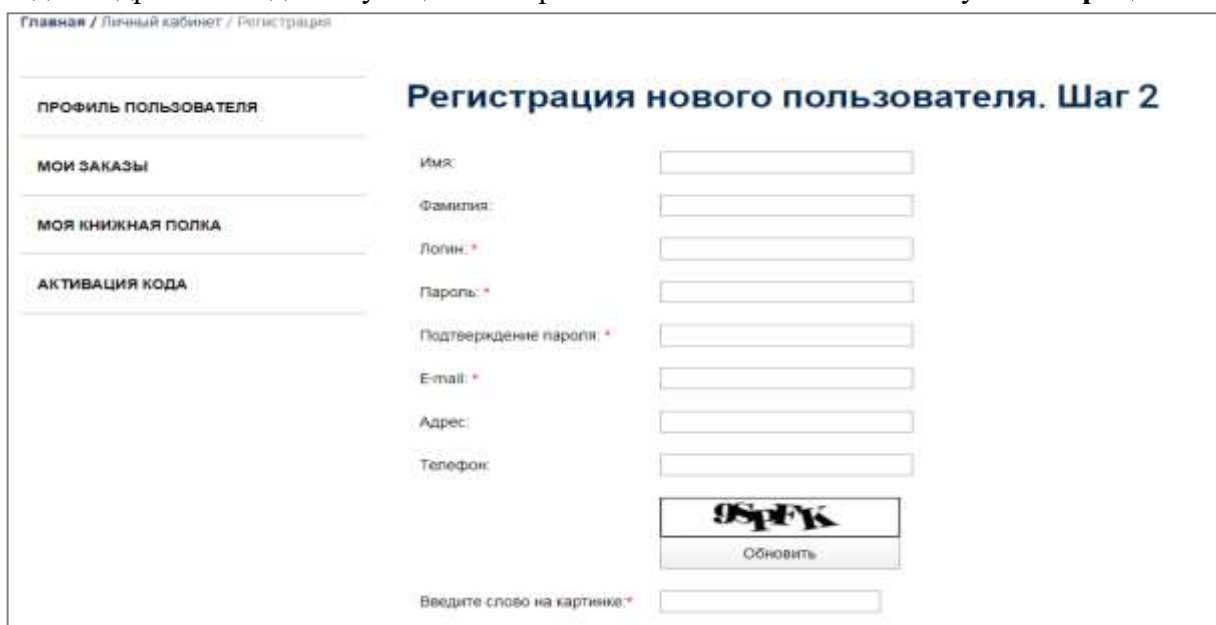 Главная / Личный кабинет / Регистрация
ПРОФИЛЬ ПОЛЬЗОВАТЕЛЯ
МОИ ЗАКАЗЫ
МОЯ КНИЖНАЯ ПОЛКА
АКТИВАЦИЯ КОДА
Регистрация нового пользователя. Шаг 2
Имя:
Фамилия:
Логин: *
Пароль: *
Подтверждение пароля: *
E-mail: *
Адрес:
Телефон:
9SpFK
Обновить
Введите слово на картинке:*